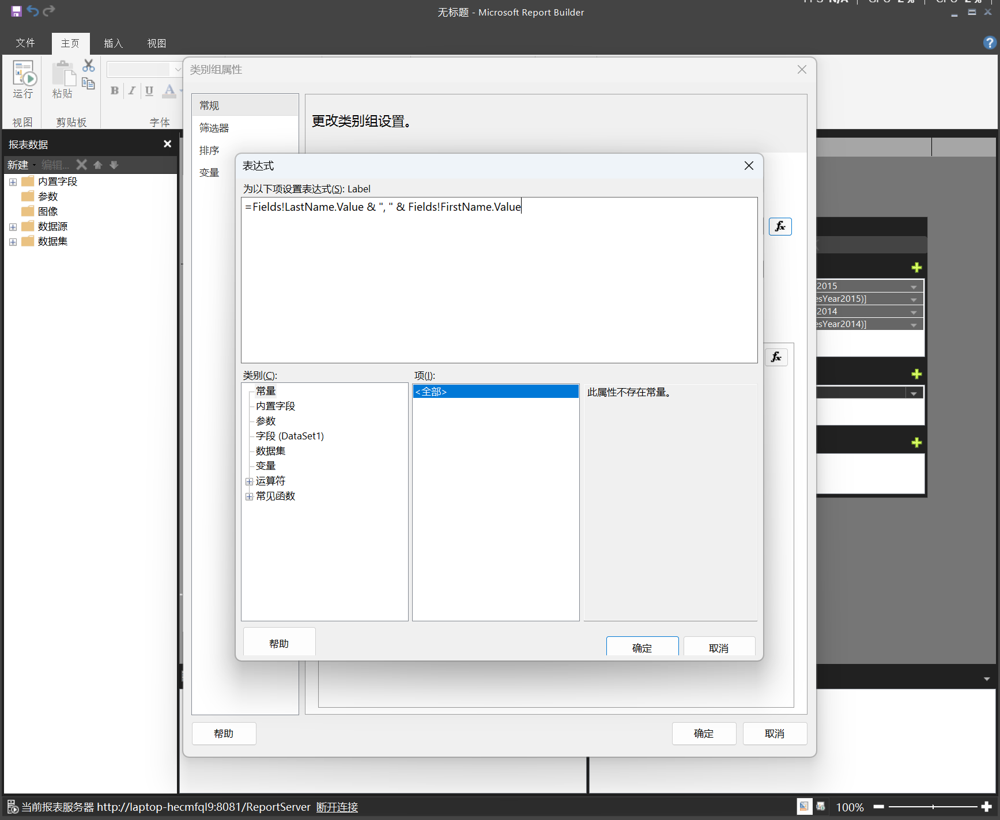 无标题 - Microsoft Report Builder
文件 主页 插入 视图
运行
粘贴
B I U A
视图 剪贴板 字体
报表数据
新建 编辑...
内置字段
参数
图像
数据源
数据集
类别组属性
常规
筛选器
排序
变量
更改类别组设置。
表达式
为以下项设置表达式(S): Label
=Fields!LastName.Value & ", " & Fields!FirstName.Value
fx
fx
类别(C):
常量
内置字段
参数
字段 (DataSet1)
数据集
变量
运算符
常见函数
项(I):
<全部>
此属性不存在常量。
帮助 确定 取消
帮助 确定 取消
2015
esYear2015)]
2014
esYear2014)]
当前报表服务器 http://laptop-hecmfql9:8081/ReportServer 断开连接
100%